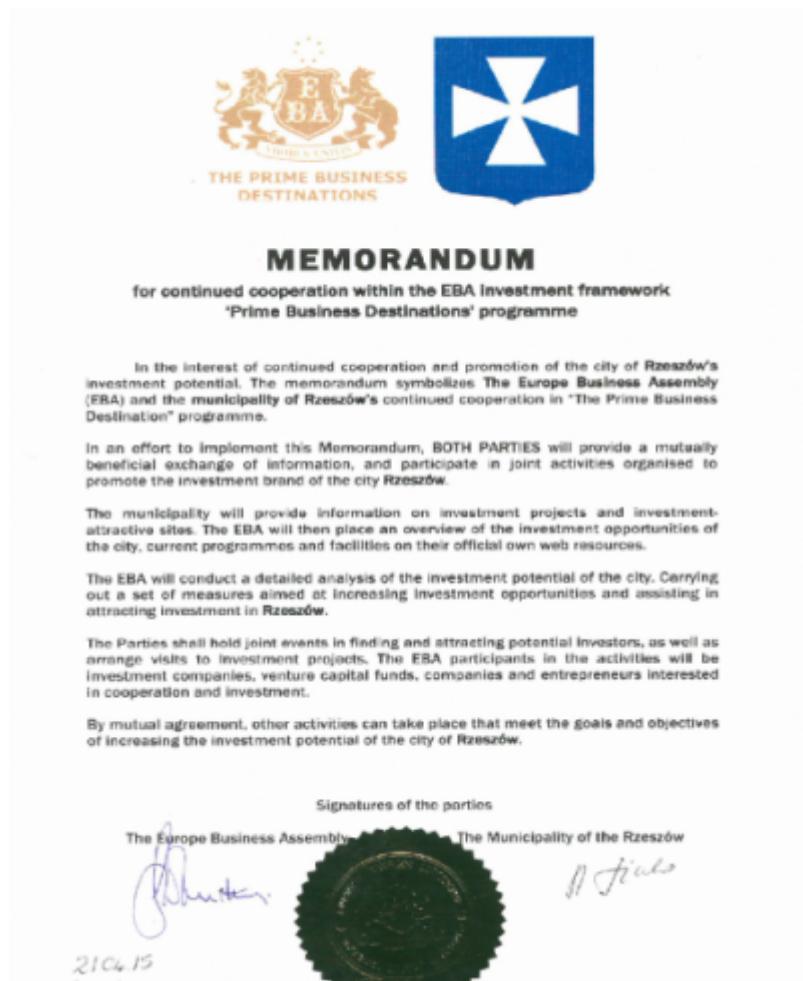 E
BA
THE PRIME BUSINESS
DESTINATIONS
MEMORANDUM
for continued cooperation within the EBA Investment framework
'Prime Business Destinations' programme
In the interest of continued cooperation and promotion of the city of Rzeszów's
investment potential. The memorandum symbolizes The Europe Business Assembly
(EBA) and the municipality of Rzeszów's continued cooperation in "The Prime Business
Destination" programme.
In an effort to implement this Memorandum, BOTH PARTIES will provide a mutually
beneficial exchange of information, and participate in joint activities organised to
promote the investment brand of the city Rzeszów.
The municipality will provide information on investment projects and investment-
attractive sites. The EBA will then place an overview of the investment opportunities of
the city, current programmes and facilities on their official own web resources.
The EBA will conduct a detailed analysis of the investment potential of the city. Carrying
out a set of measures aimed at increasing investment opportunities and assisting in
attracting investment in Rzeszów.
The Parties shall hold joint events in finding and attracting potential investors, as well as
arrange visits to investment projects. The EBA participants in the activities will be
investment companies, venture capital funds, companies and entrepreneurs interested
in cooperation and investment.
By mutual agreement, other activities can take place that meet the goals and objectives
of increasing the investment potential of the city of Rzeszów.
Signatures of the parties
The Europe Business Assembly
The Municipality of the Rzeszów
21.04.15